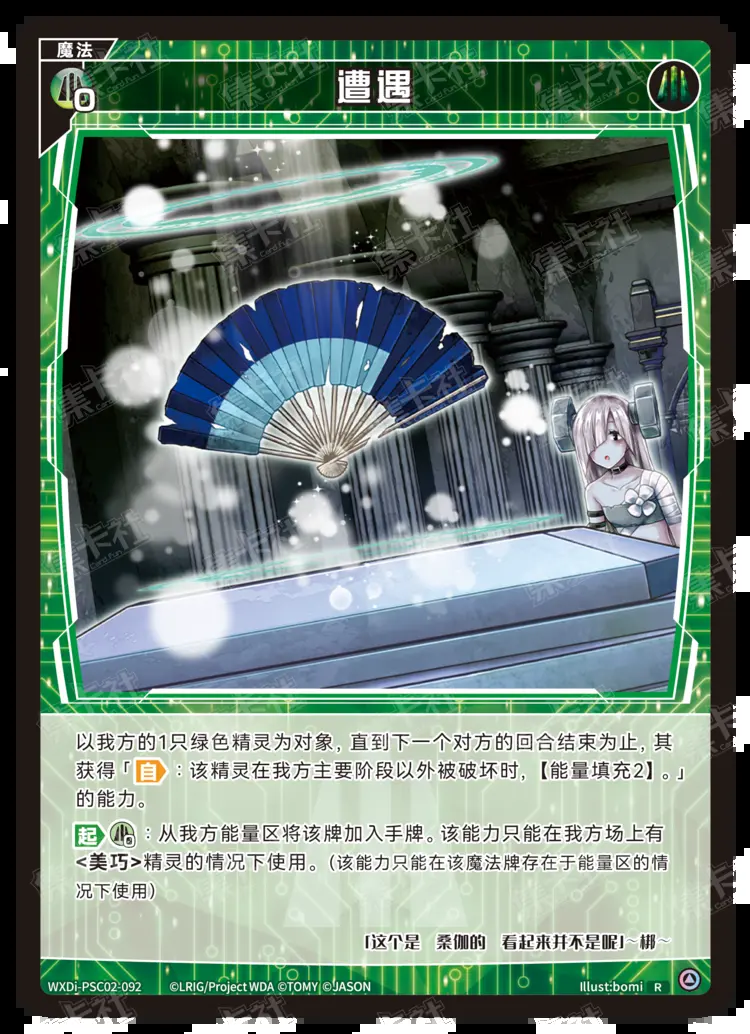 魔法
0
遭遇
以我方的1只绿色精灵为对象，直到下一个对方的回合结束为止，其
获得「自：该精灵在我方主要阶段以外被破坏时，【能量填充2】。」
的能力。
起 5：从我方能量区将该牌加入手牌。该能力只能在我方场上有
<美巧>精灵的情况下使用。（该能力只能在该魔法牌存在于能量区的情
况下使用）
「这个是 桑伽的 看起来并不是呢」～梆～
WXDi-PSC02-092 ©LRIG/Project WDA ©TOMY ©JASON Illust:bomi R
集卡社
card.fun